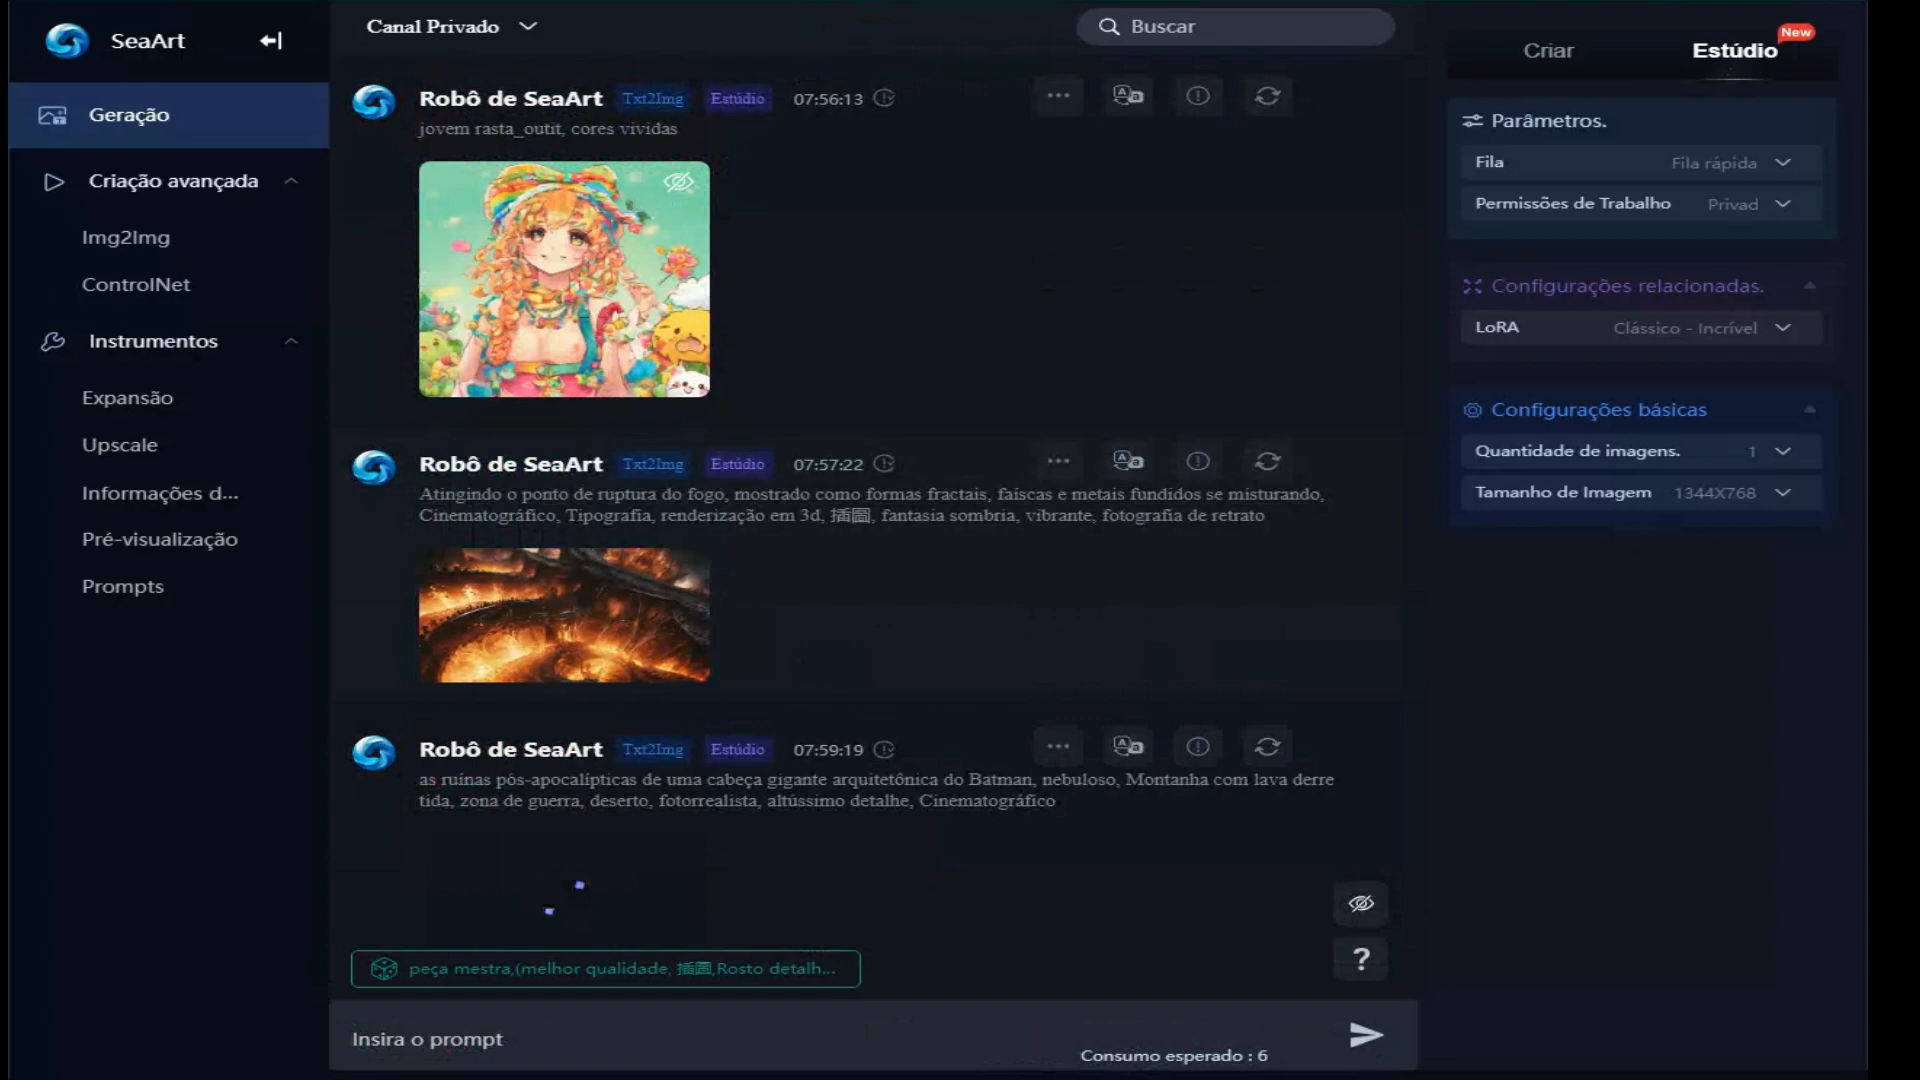 SeaArt
Geração
Criação avançada
Img2Img
ControlNet
Instrumentos
Expansão
Upscale
Informações d...
Pré-visualização
Prompts
Canal Privado
Buscar
Robô de SeaArt Txt2Img Estúdio 07:56:13
jovem rasta_outit, cores vividas
Robô de SeaArt Txt2Img Estúdio 07:57:22
Atingindo o ponto de ruptura do fogo, mostrado como formas fractais, faíscas e metais fundidos se misturando,
Cinematográfico, Tipografia, renderização em 3d, 插圖, fantasia sombria, vibrante, fotografia de retrato
Robô de SeaArt Txt2Img Estúdio 07:59:19
as ruínas pós-apocalípticas de uma cabeça gigante arquitetônica do Batman, nebuloso, Montanha com lava derre
tida, zona de guerra, deserto, fotorrealista, altússimo detalhe, Cinematográfico
peça mestra,(melhor qualidade, 插圖,Rosto detalh...
?
Insira o prompt
Consumo esperado : 6
Criar
Estúdio
New
Parâmetros.
Fila Fila rápida
Permissões de Trabalho Privad
Configurações relacionadas.
LoRA Clássico - Incrível
Configurações básicas
Quantidade de imagens. 1
Tamanho de Imagem 1344X768